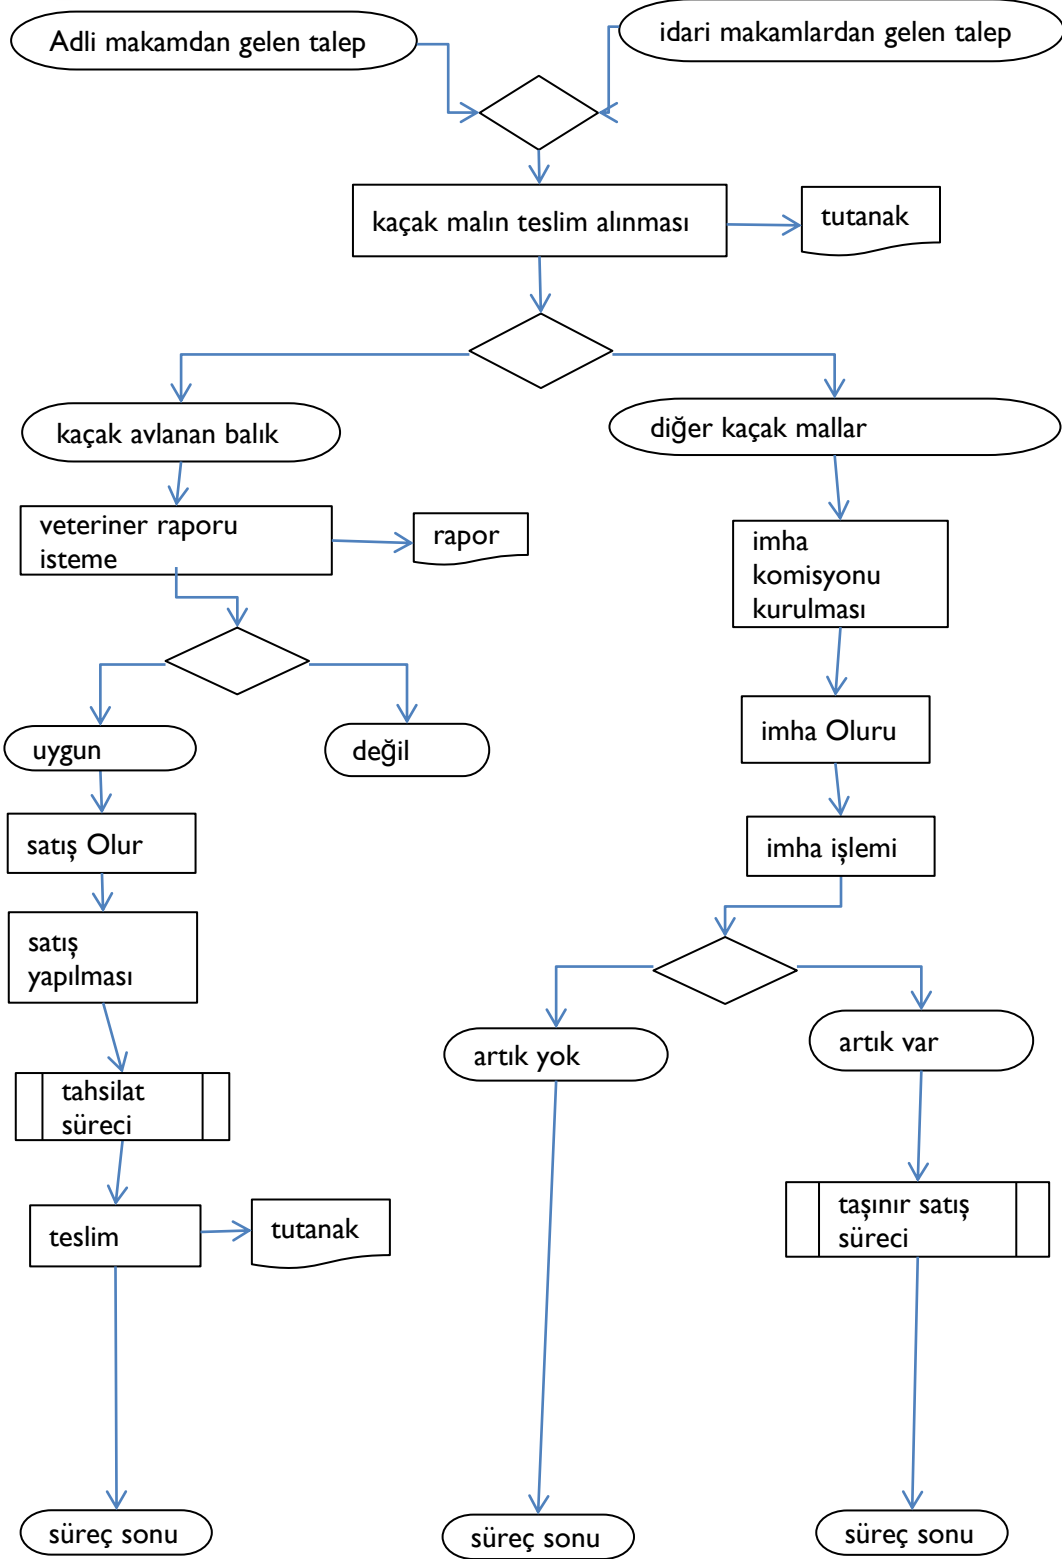 Adli makamdan gelen talep
idari makamlardan gelen talep
kaçak malın teslim alınması
tutanak
kaçak avlanan balık
diğer kaçak mallar
veteriner raporu
isteme
rapor
imha
komisyonu
kurulması
uygun
değil
imha Oluru
satış Olur
imha işlemi
satış
yapılması
artık yok
artık var
tahsilat
süreci
taşınır satış
süreci
teslim
tutanak
süreç sonu
süreç sonu
süreç sonu